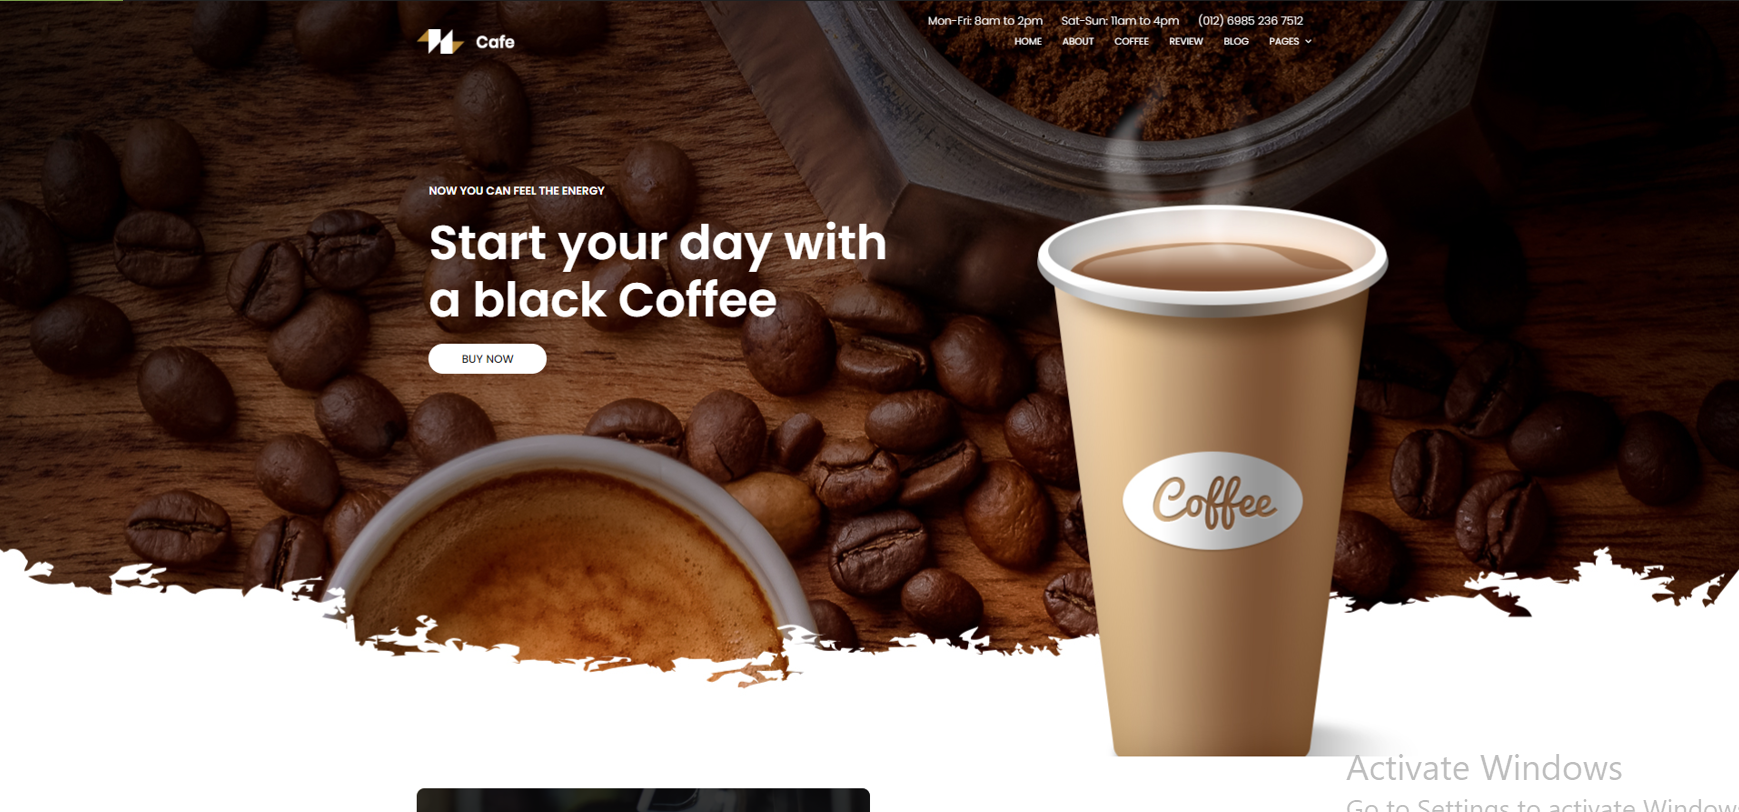 Mon-Fri: 8am to 2pm Sat-Sun: 11am to 4pm (012) 6985 236 7512
Cafe
HOME ABOUT COFFEE REVIEW BLOG PAGES
NOW YOU CAN FEEL THE ENERGY
Start your day with
a black Coffee
BUY NOW
Coffee
Activate Windows
Go to Settings to activate Windows